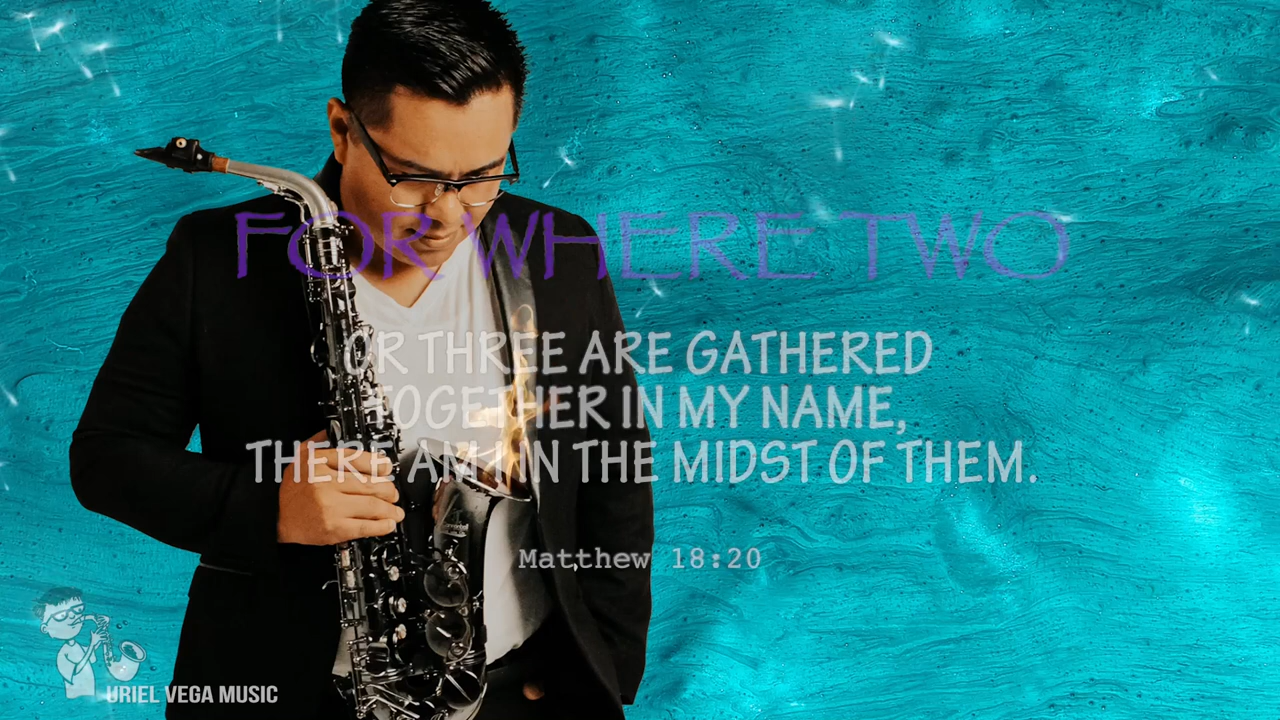 FOR WHERE TWO
OR THREE ARE GATHERED
TOGETHER IN MY NAME,
THERE AM I IN THE MIDST OF THEM.
Matthew 18:20
URIEL VEGA MUSIC